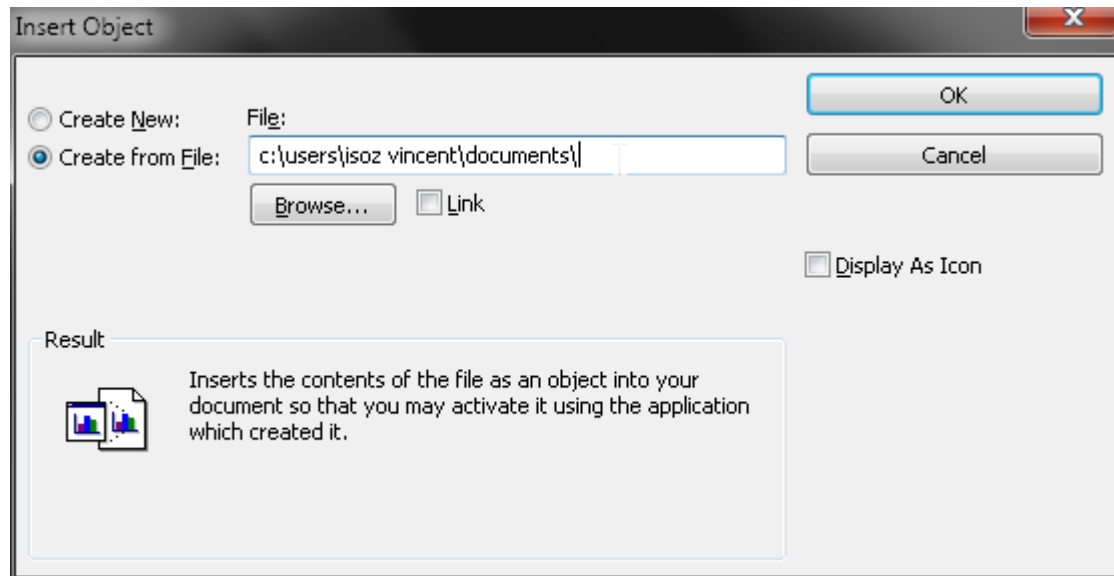 Insert Object
Create New:
File:
OK
Create from File:
c:\users\isoz vincent\documents\
Cancel
Browse...
Link
Display As Icon
Result
Inserts the contents of the file as an object into your
document so that you may activate it using the application
which created it.